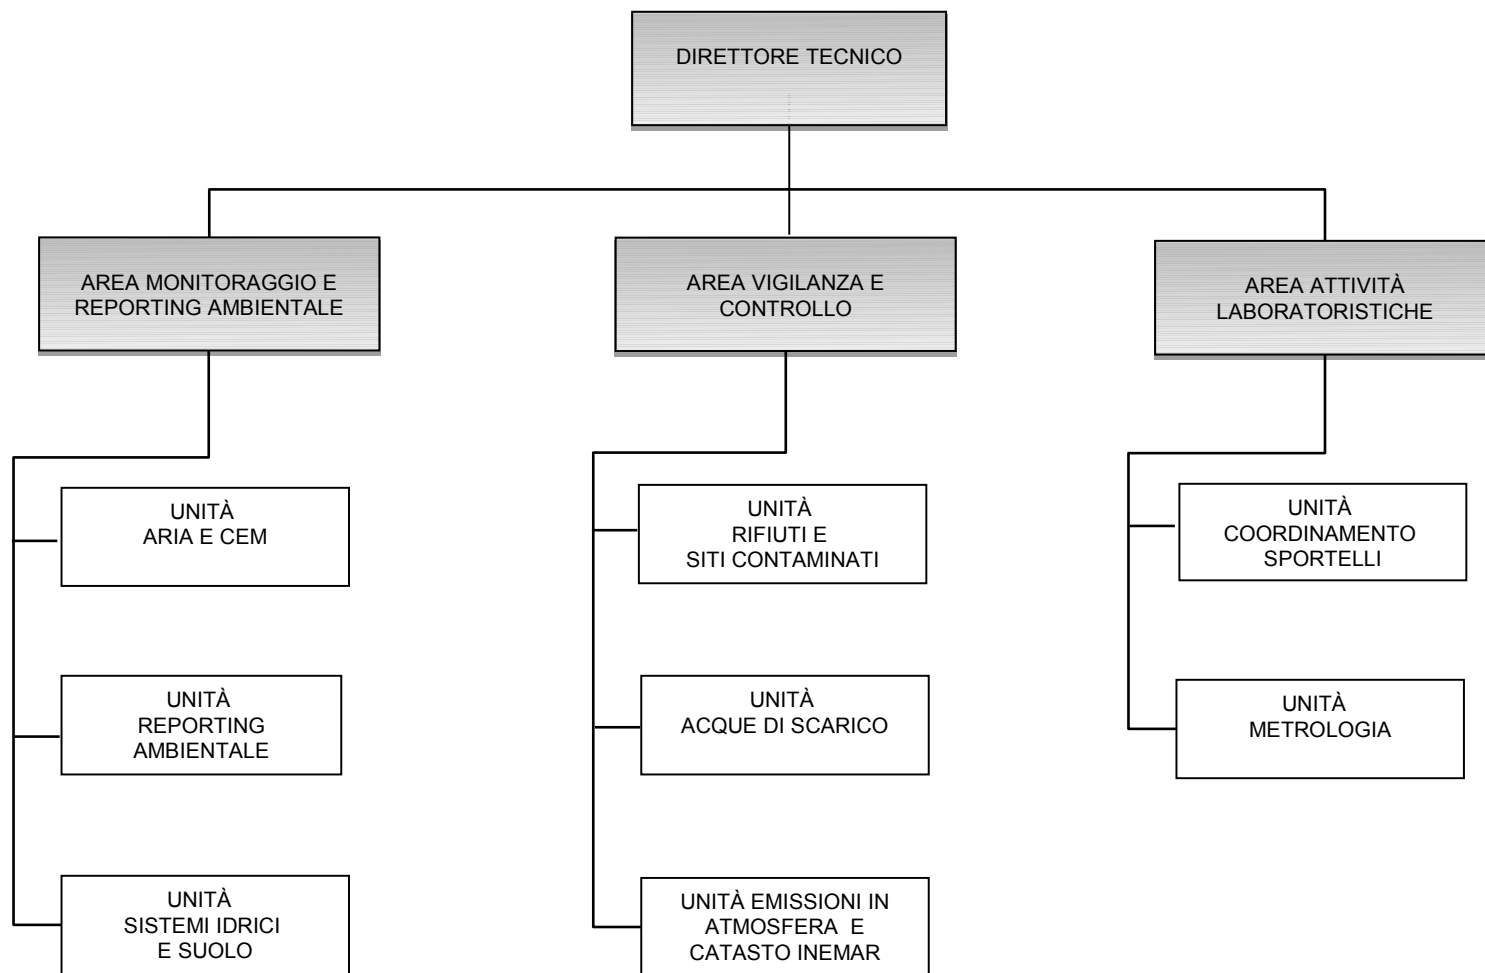 DIRETTORE TECNICO
AREA MONITORAGGIO E
REPORTING AMBIENTALE
AREA VIGILANZA E
CONTROLLO
AREA ATTIVITÀ
LABORATORISTICHE
UNITÀ
ARIA E CEM
UNITÀ
RIFIUTI E
SITI CONTAMINATI
UNITÀ
COORDINAMENTO
SPORTELLI
UNITÀ
REPORTING
AMBIENTALE
UNITÀ
ACQUE DI SCARICO
UNITÀ
METROLOGIA
UNITÀ
SISTEMI IDRICI
E SUOLO
UNITÀ EMISSIONI IN
ATMOSFERA E
CATASTO INEMAR